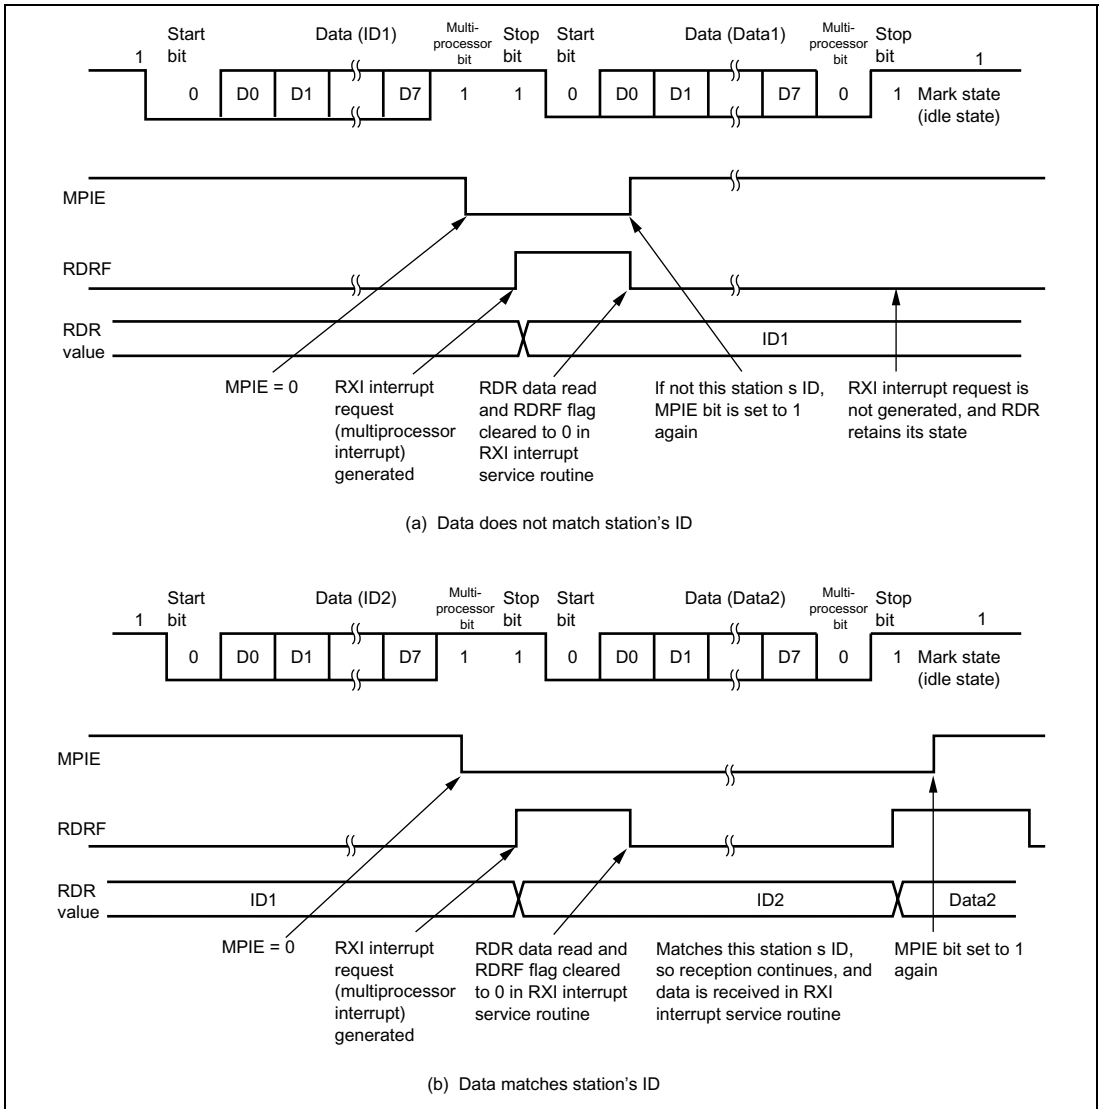 Start bit
Data (ID1)
Multi-processor bit
Stop bit
Start bit
Data (Data1)
Multi-processor bit
Stop bit
1
1
0 D0 D1 D7 1 1 0 D0 D1 D7 0 1 Mark state (idle state)
MPIE
RDRF
RDR value
ID1
MPIE = 0
RXI interrupt
request
(multiprocessor
interrupt)
generated
RDR data read
and RDRF flag
cleared to 0 in
RXI interrupt
service routine
If not this station s ID,
MPIE bit is set to 1
again
RXI interrupt request is
not generated, and RDR
retains its state
(a) Data does not match station's ID
Start bit
Data (ID2)
Multi-processor bit
Stop bit
Start bit
Data (Data2)
Multi-processor bit
Stop bit
1
1
0 D0 D1 D7 1 1 0 D0 D1 D7 0 1 Mark state (idle state)
MPIE
RDRF
RDR value
ID1
ID2
Data2
MPIE = 0
RXI interrupt
request
(multiprocessor
interrupt)
generated
RDR data read and
RDRF flag cleared
to 0 in RXI interrupt
service routine
Matches this station s ID,
so reception continues, and
data is received in RXI
interrupt service routine
MPIE bit set to 1
again
(b) Data matches station's ID